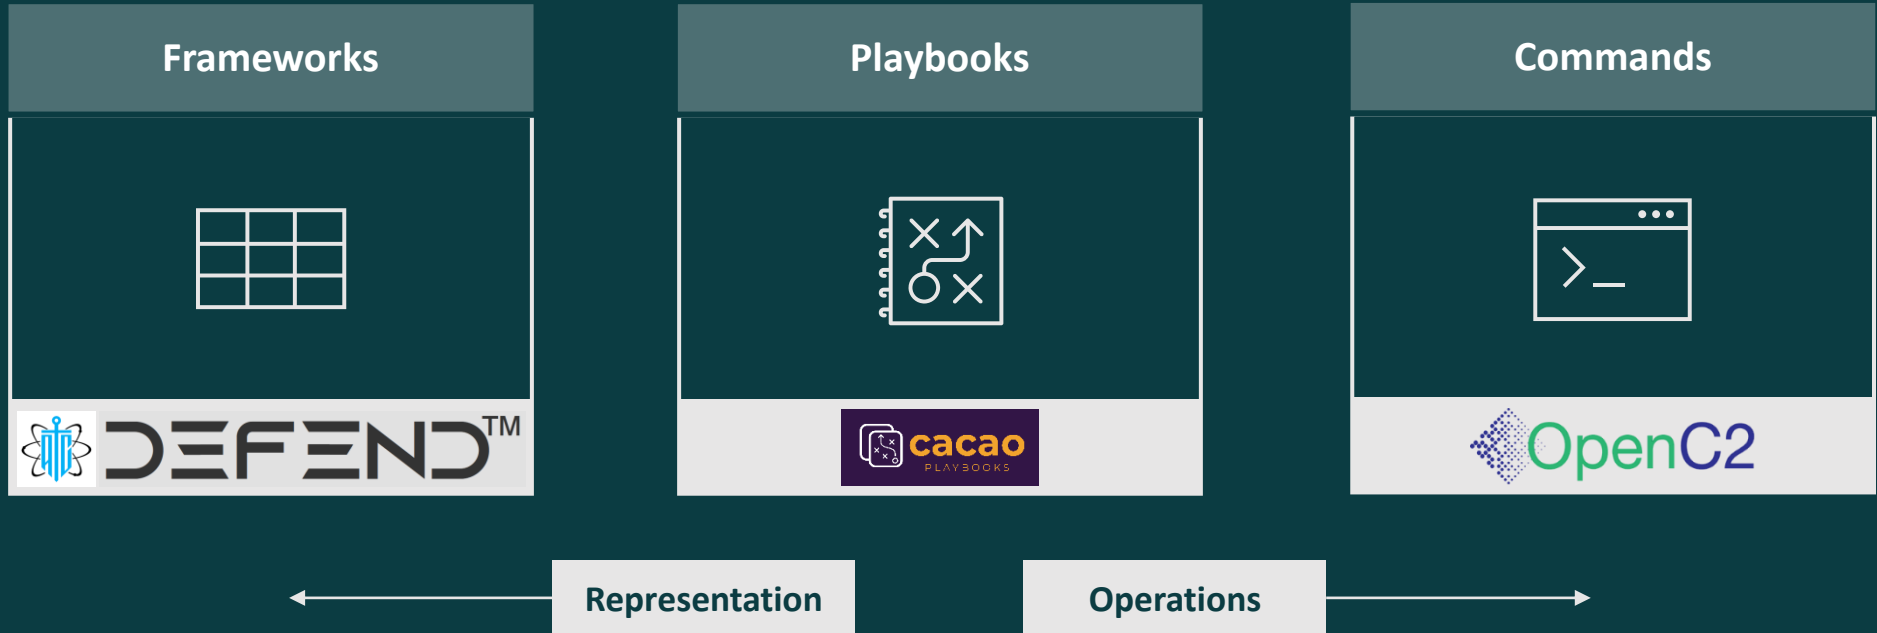 Frameworks
Playbooks
Commands
DEFEND™
cacao
PLAYBOOKS
OpenC2
Representation
Operations